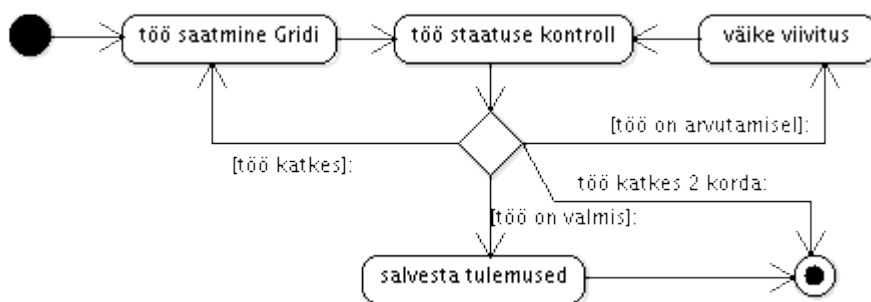 töö saatmine Gridi
töö staatuse kontroll
väike viivitus
[töö on arvutamisel]:
[töö katkes]:
töö katkes 2 korda:
[töö on valmis]:
salvesta tulemused